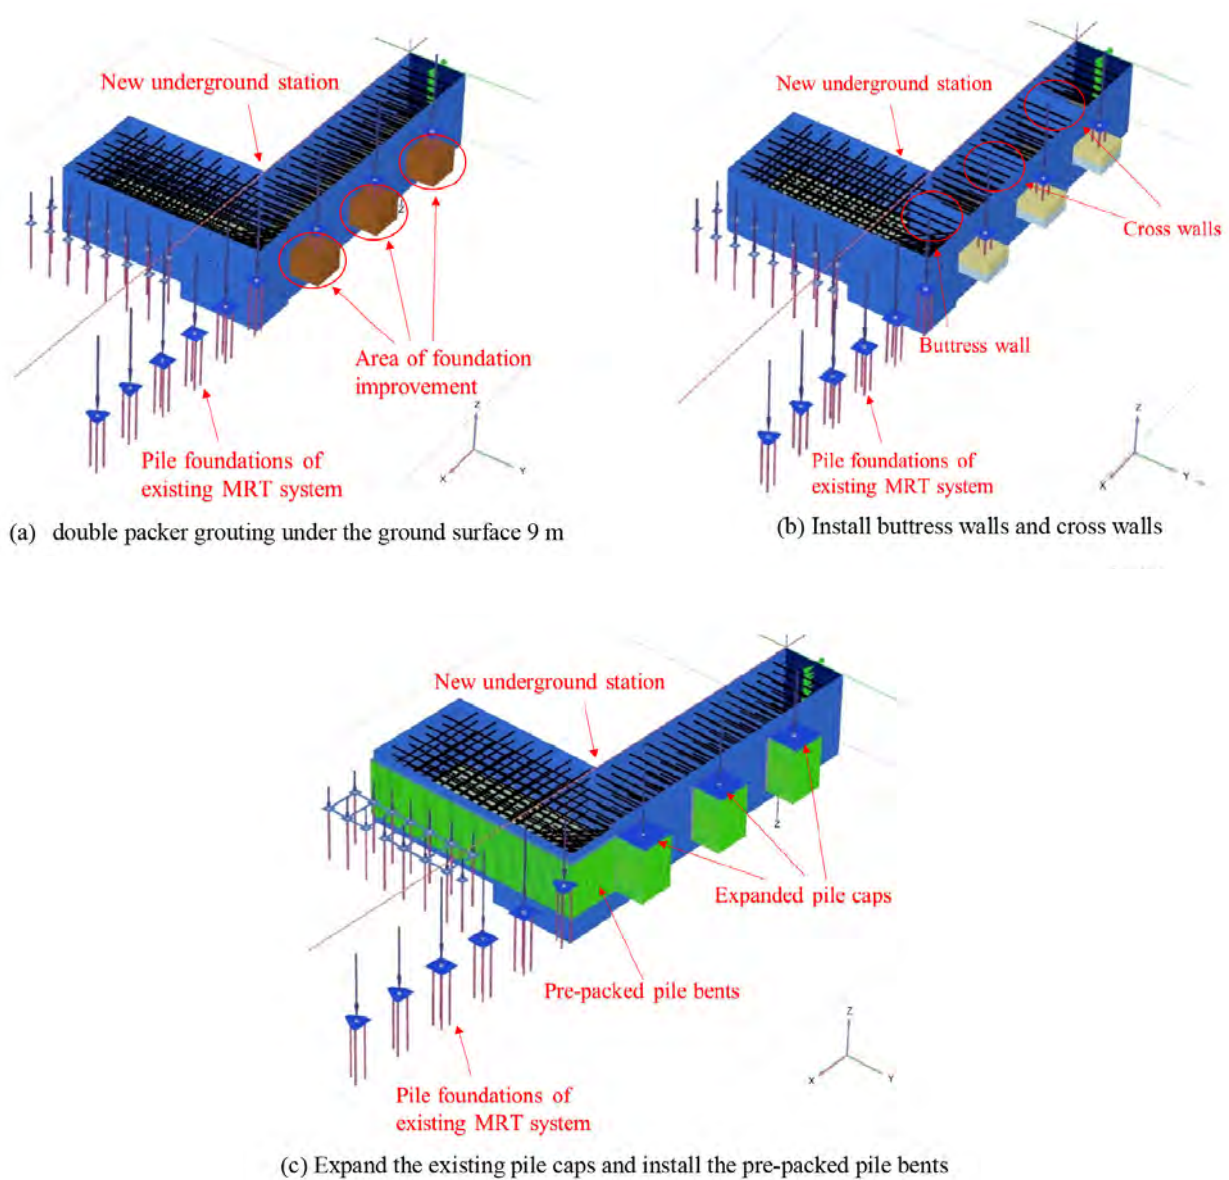 New underground station
Z
Area of foundation
improvement
Pile foundations of
existing MRT system
Z
Y
X
(a) double packer grouting under the ground surface 9 m
New underground station
Cross walls
Buttress wall
Pile foundations of
existing MRT system
Z
Y
X
(b) Install buttress walls and cross walls
New underground station
Z
Expanded pile caps
Pre-packed pile bents
Pile foundations of
existing MRT system
Z
X
Y
(c) Expand the existing pile caps and install the pre-packed pile bents